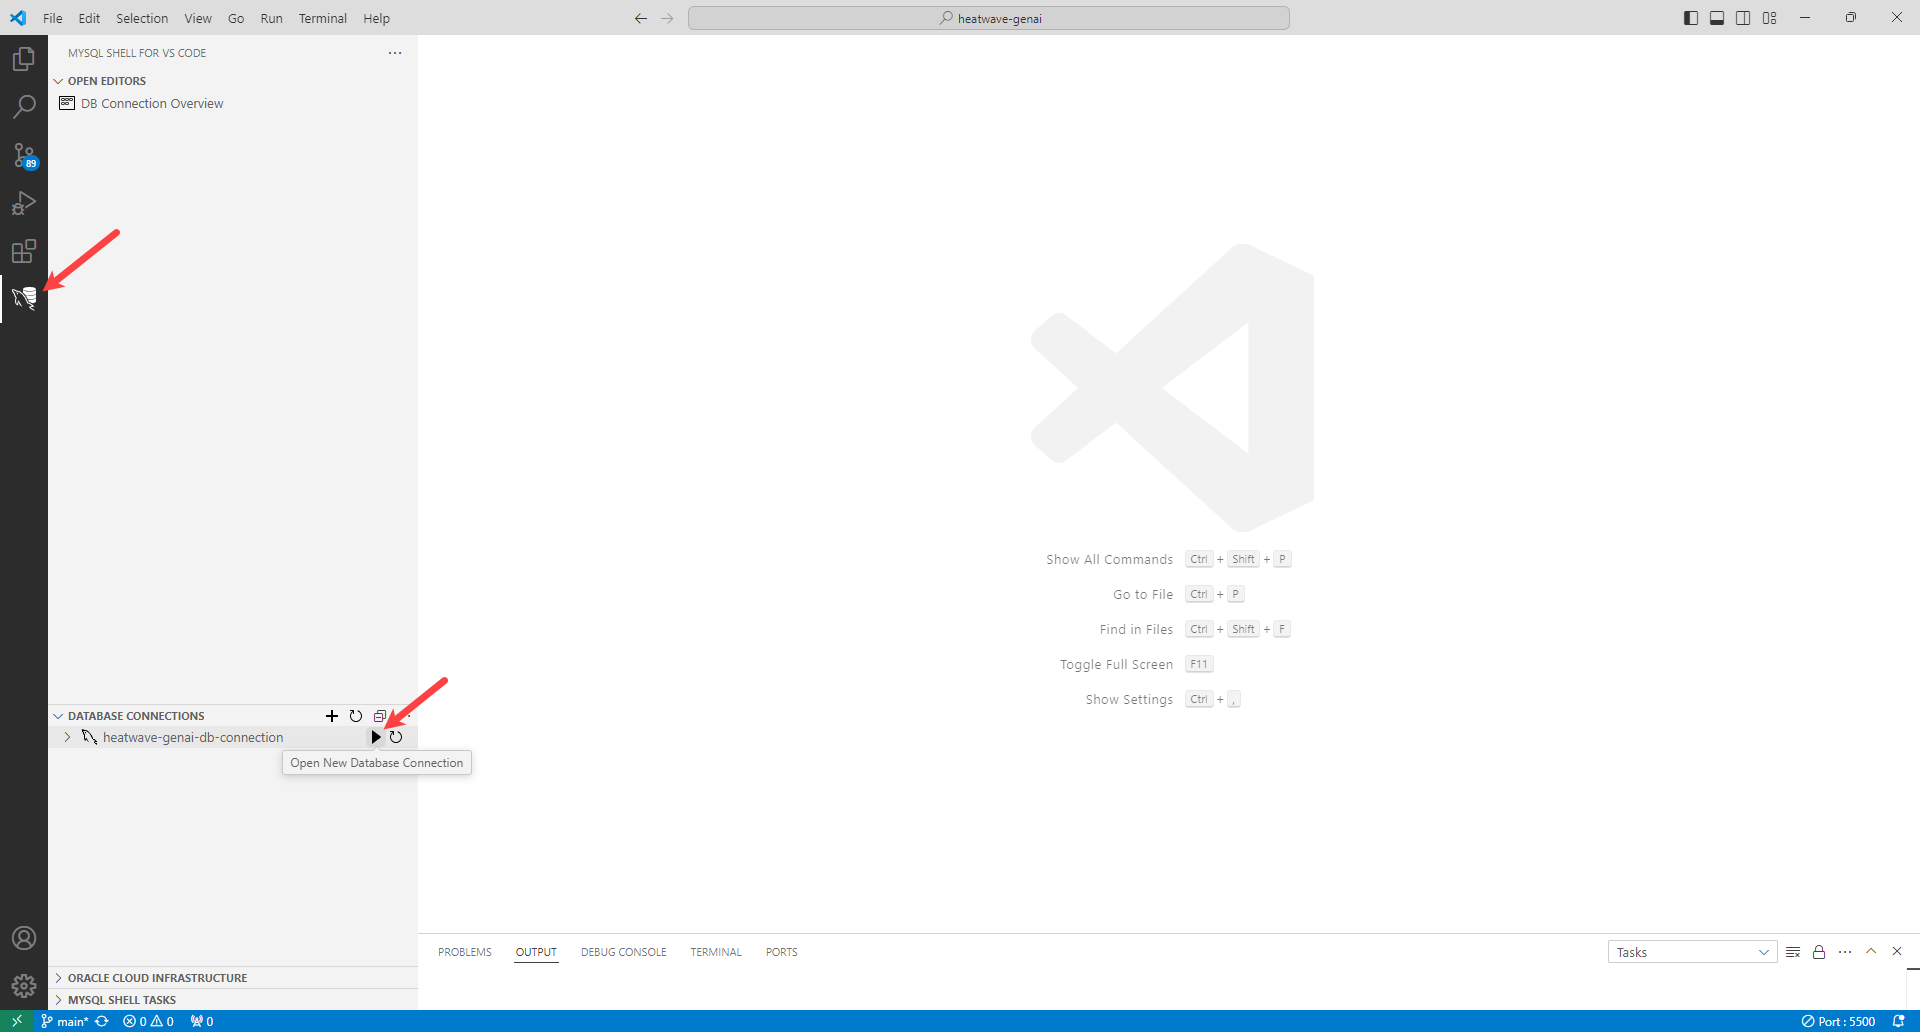 File Edit Selection View Go Run Terminal Help
heatwave-genai
MYSQL SHELL FOR VS CODE
OPEN EDITORS
DB Connection Overview
89
Show All Commands Ctrl + Shift + P
Go to File Ctrl + P
Find in Files Ctrl + Shift + F
Toggle Full Screen F11
Show Settings Ctrl + ,
DATABASE CONNECTIONS
heatwave-genai-db-connection
Open New Database Connection
PROBLEMS OUTPUT DEBUG CONSOLE TERMINAL PORTS
Tasks
ORACLE CLOUD INFRASTRUCTURE
MYSQL SHELL TASKS
main* 0 0 0
Port : 5500